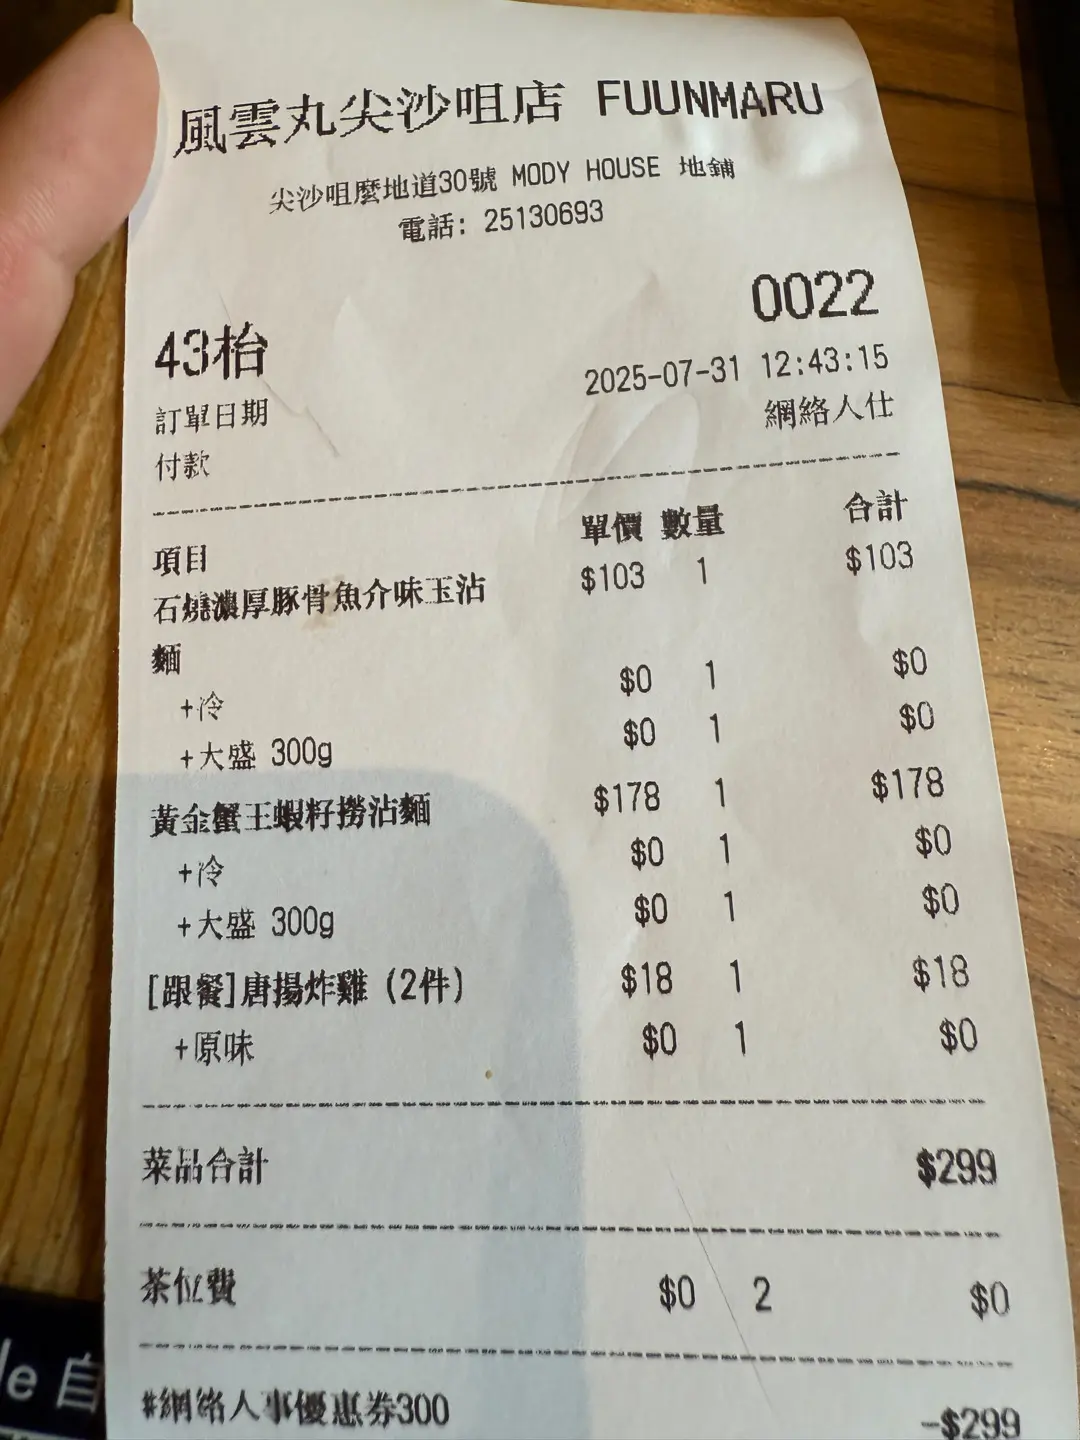 風雲丸尖沙咀店 FUUNMARU
尖沙咀麼地道30號 MODY HOUSE 地鋪
電話: 25130693
0022
43枱
訂單日期 2025-07-31 12:43:15
付款 網絡人仕
項目 單價 數量 合計
石燒濃厚豚骨魚介味玉沾 $103 1 $103
麵
+冷 $0 1 $0
+大盛 300g $0 1 $0
黃金蟹王蝦籽撈沾麵 $178 1 $178
+冷 $0 1 $0
+大盛 300g $0 1 $0
[跟餐]唐揚炸雞 (2件) $18 1 $18
+原味 $0 1 $0
菜品合計 $299
茶位費 $0 2 $0
#網絡人事優惠券300 -$299
le 自